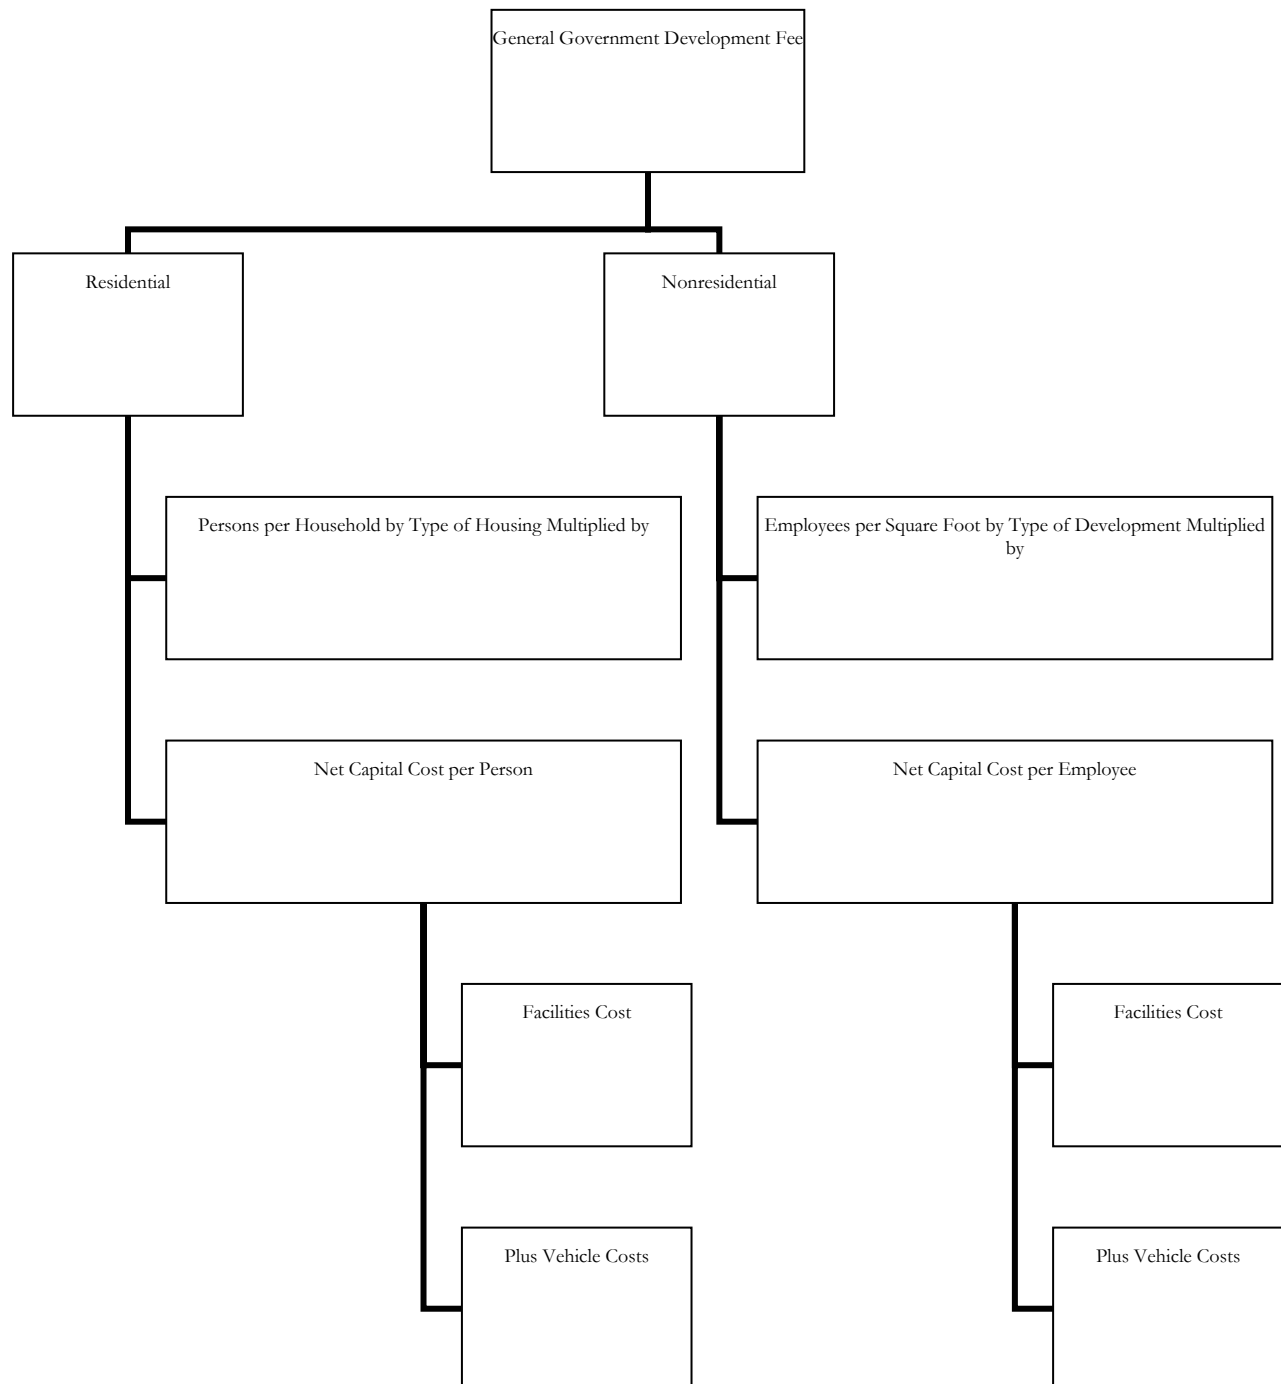 General Government Development Fee
Residential
Nonresidential
Persons per Household by Type of Housing Multiplied by
Employees per Square Foot by Type of Development Multiplied
by
Net Capital Cost per Person
Net Capital Cost per Employee
Facilities Cost
Facilities Cost
Plus Vehicle Costs
Plus Vehicle Costs